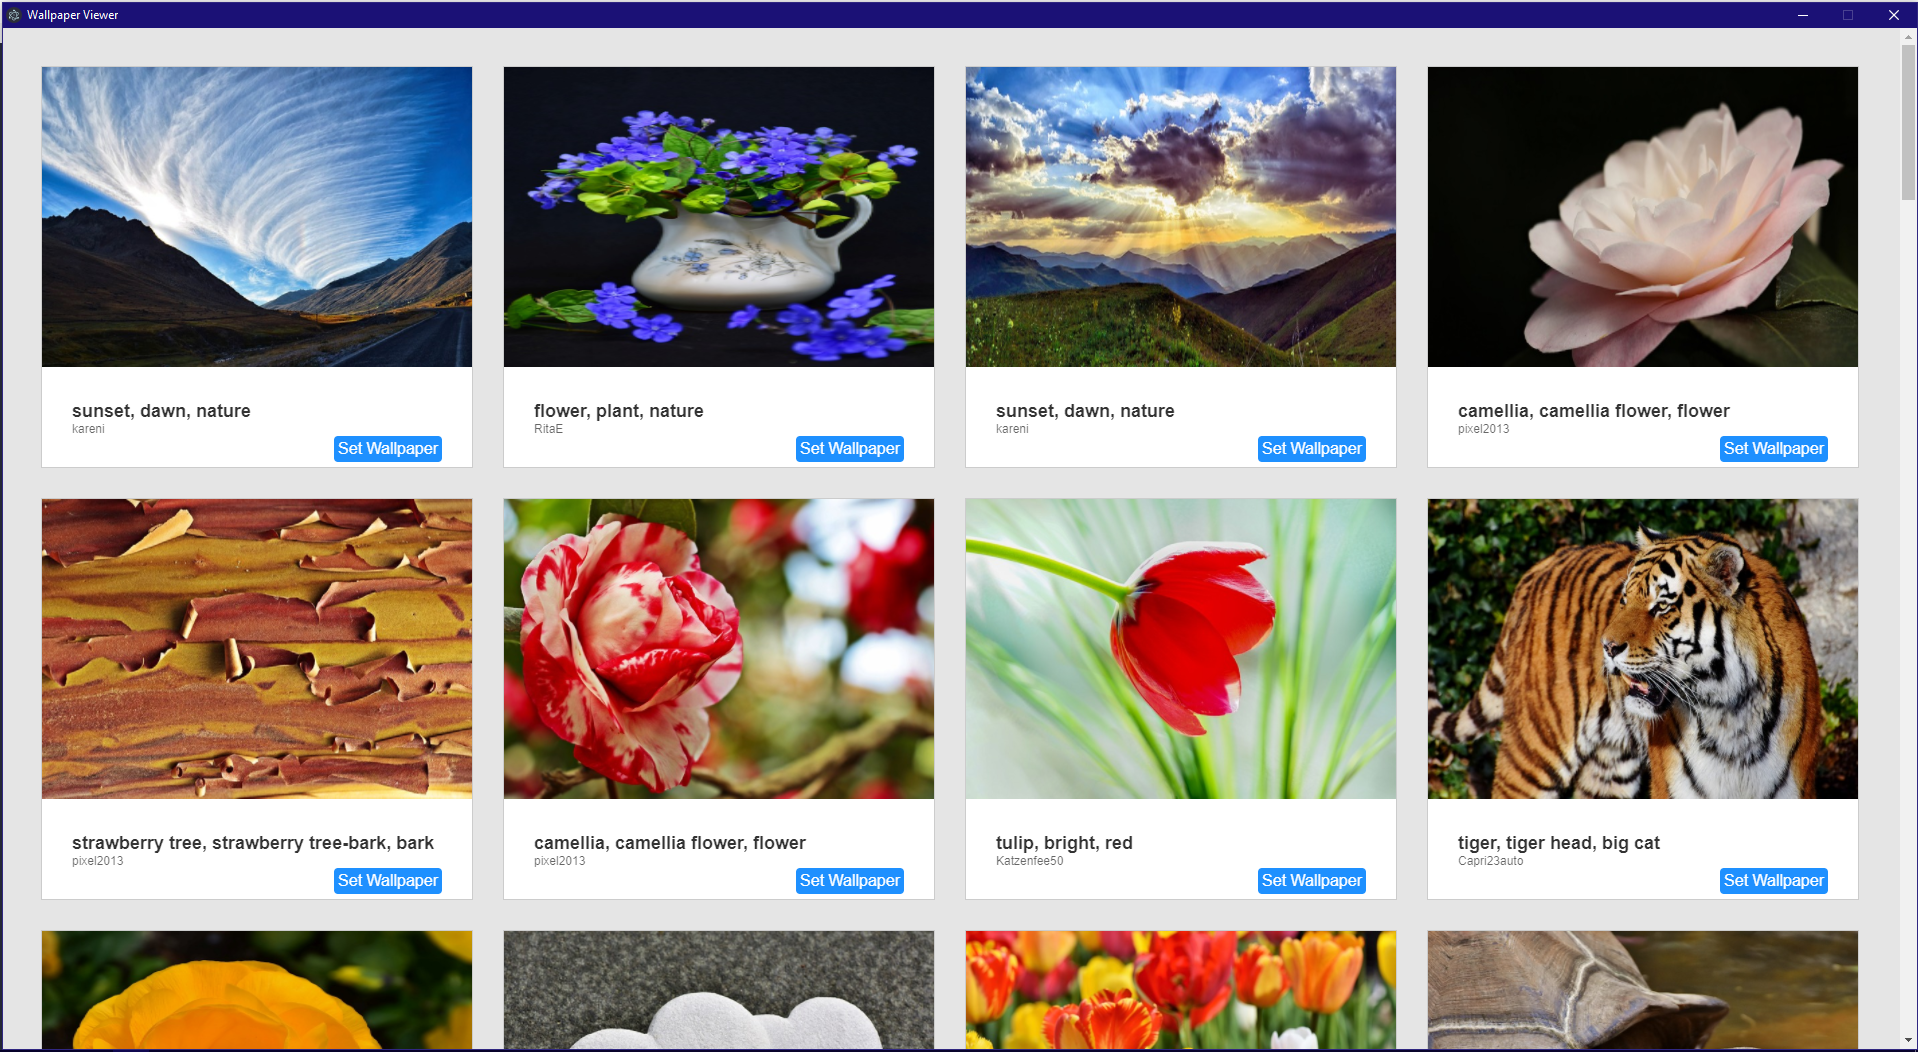 Wallpaper Viewer
sunset, dawn, nature
kareni
Set Wallpaper
flower, plant, nature
RitaE
Set Wallpaper
sunset, dawn, nature
kareni
Set Wallpaper
camellia, camellia flower, flower
pixel2013
Set Wallpaper
strawberry tree, strawberry tree-bark, bark
pixel2013
Set Wallpaper
camellia, camellia flower, flower
pixel2013
Set Wallpaper
tulip, bright, red
Katzenfee50
Set Wallpaper
tiger, tiger head, big cat
Capri23auto
Set Wallpaper